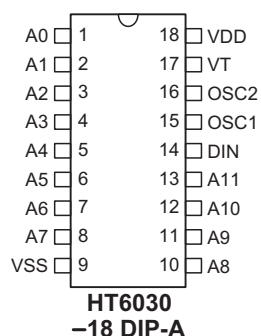 A0 1 18 VDD
A1 2 17 VT
A2 3 16 OSC2
A3 4 15 OSC1
A4 5 14 DIN
A5 6 13 A11
A6 7 12 A10
A7 8 11 A9
VSS 9 10 A8
HT6030
–18 DIP-A